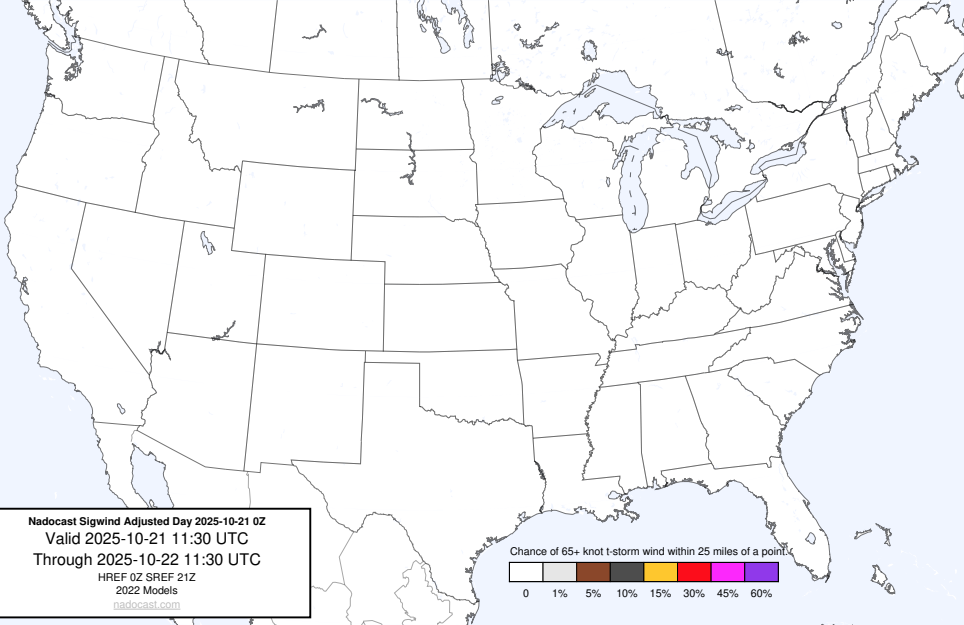 Nadocast Sigwind Adjusted Day 2025-10-21 0Z
Valid 2025-10-21 11:30 UTC
Through 2025-10-22 11:30 UTC
HREF 0Z SREF 21Z
2022 Models
nadocast.com
Chance of 65+ knot t-storm wind within 25 miles of a point.
0 1% 5% 10% 15% 30% 45% 60%